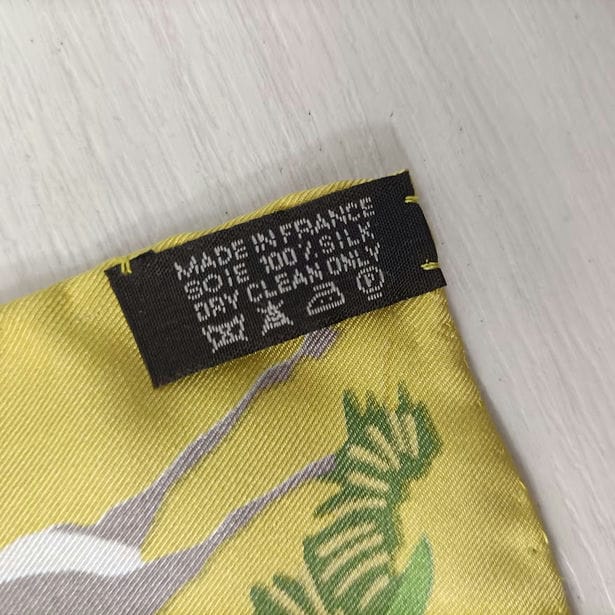 MADE IN FRANCE
SOIE 100% SILK
DRY CLEAN ONLY
P